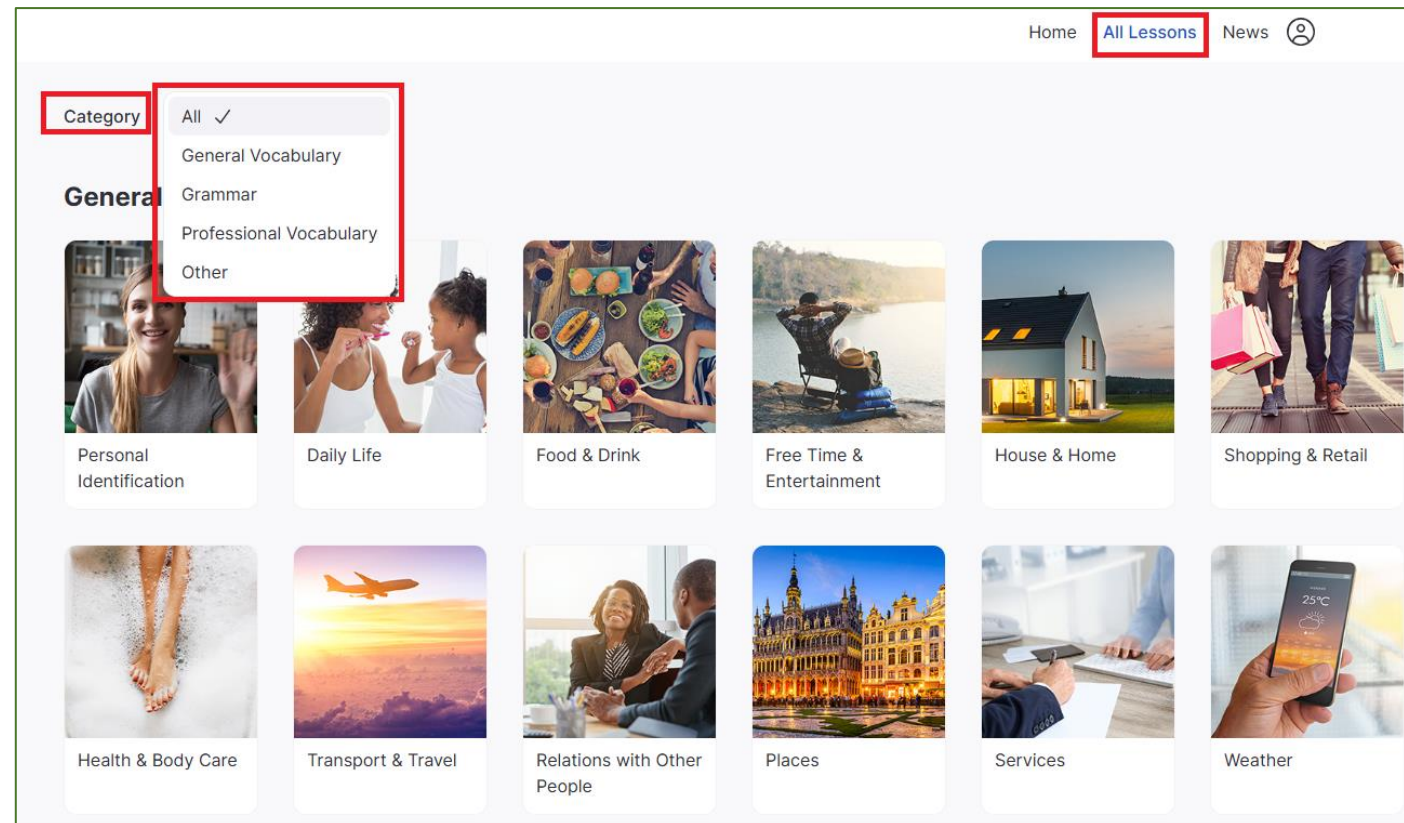 Home All Lessons News
Category
All
General Vocabulary
General
Grammar
Professional Vocabulary
Other
Personal
Identification
Daily Life
Food & Drink
Free Time &
Entertainment
House & Home
Shopping & Retail
25°C
Health & Body Care
Transport & Travel
Relations with Other
People
Places
Services
Weather